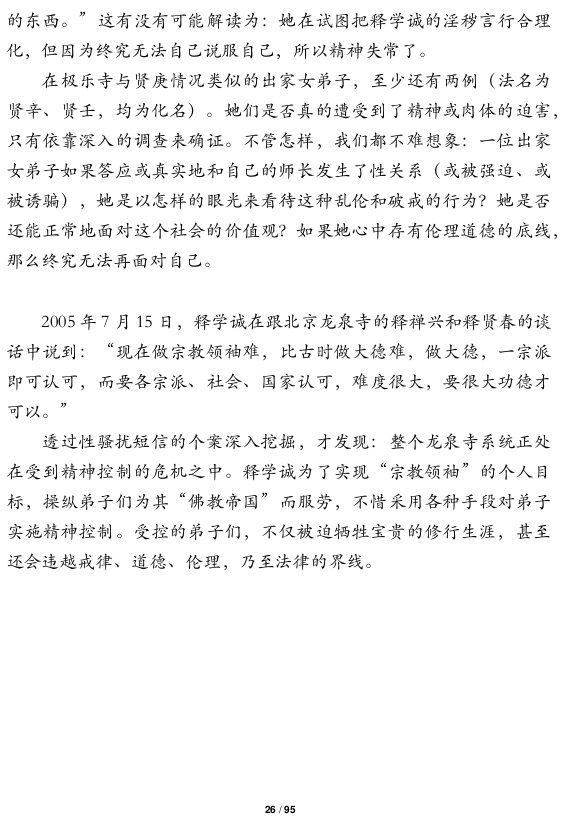 的东西。”这有没有可能解读为：她在试图把释学诚的淫秽言行合理
化，但因为终究无法自己说服自己，所以精神失常了。
在极乐寺与贤庚情况类似的出家女弟子，至少还有两例（法名为
贤辛、贤壬，均为化名）。她们是否真的遭受到了精神或肉体的迫害，
只有依靠深入的调查来确证。不管怎样，我们都不难想象：一位出家
女弟子如果答应或真实地和自己的师长发生了性关系（或被强迫、或
被诱骗），她是以怎样的眼光来看待这种乱伦和破戒的行为？她是否
还能正常地面对这个社会的价值观？如果她心中存有伦理道德的底线，
那么终究无法再面对自己。
2005 年 7 月 15 日，释学诚在跟北京龙泉寺的释禅兴和释贤春的谈
话中说到：“现在做宗教领袖难，比古时做大德难，做大德，一宗派
即可认可，而要各宗派、社会、国家认可，难度很大，要很大功德才
可以。”
透过性骚扰短信的个案深入挖掘，才发现：整个龙泉寺系统正处
在受到精神控制的危机之中。释学诚为了实现“宗教领袖”的个人目
标，操纵弟子们为其“佛教帝国”而服劳，不惜采用各种手段对弟子
实施精神控制。受控的弟子们，不仅被迫牺牲宝贵的修行生涯，甚至
还会违越戒律、道德、伦理，乃至法律的界线。
26 / 95